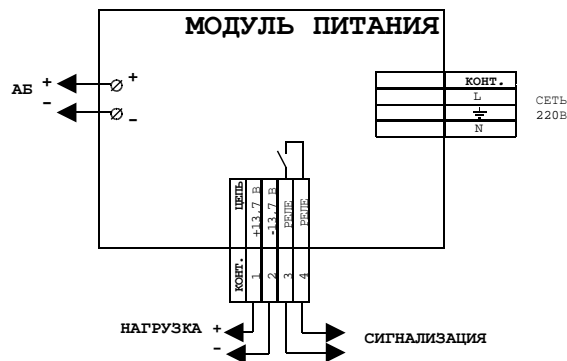 МОДУЛЬ ПИТАНИЯ
АБ
+
-
+
-
КОНТ.
L
N
СЕТЬ
220В
ЦЕПЬ
+13,7 В
-13,7 В
РЕЛЕ
РЕЛЕ
КОНТ.
1
2
3
4
НАГРУЗКА +
-
СИГНАЛИЗАЦИЯ